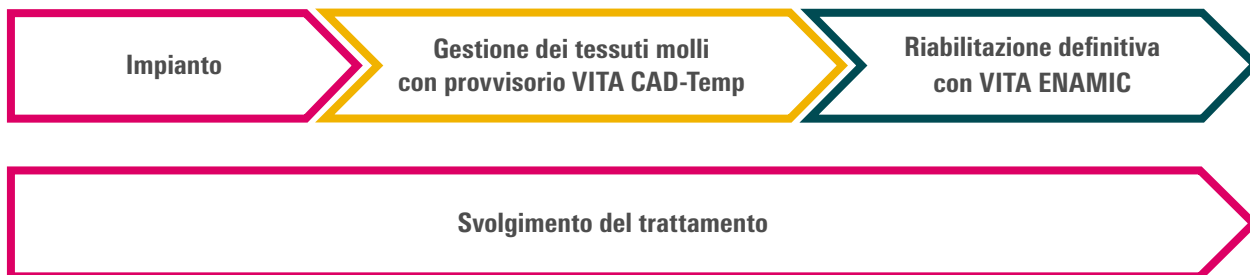 Impianto
Gestione dei tessuti molli
con provvisorio VITA CAD-Temp
Riabilitazione definitiva
con VITA ENAMIC
Svolgimento del trattamento